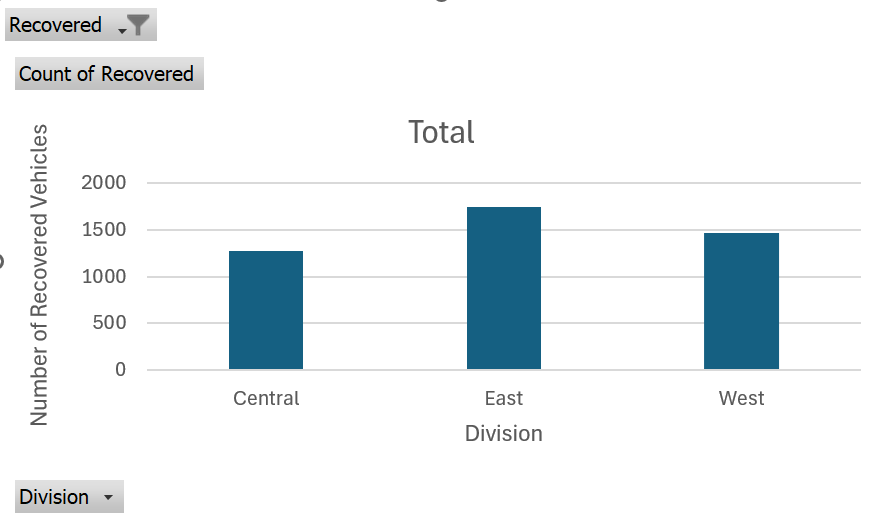 Recovered
Count of Recovered
Total
Number of Recovered Vehicles
2000
1500
1000
500
0
Central East West
Division
Division